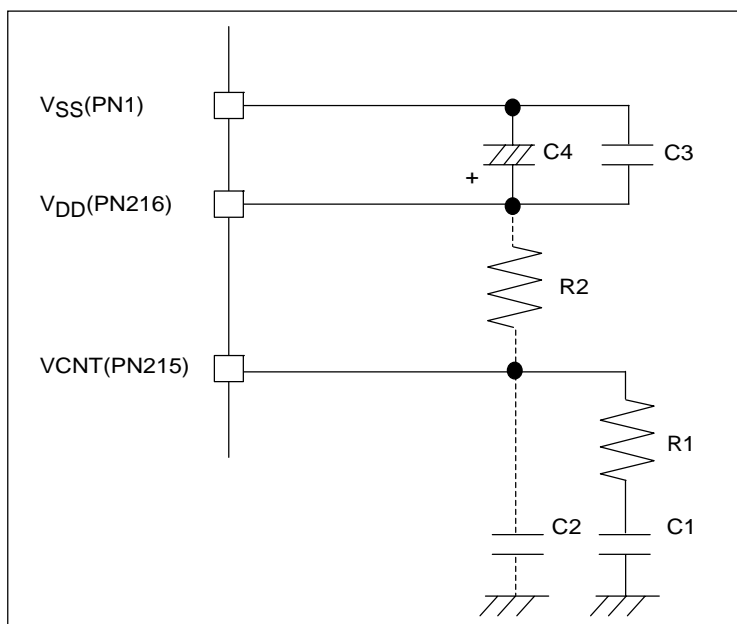 VSS(PN1)
C4
C3
+
VDD(PN216)
R2
VCNT(PN215)
R1
C2
C1